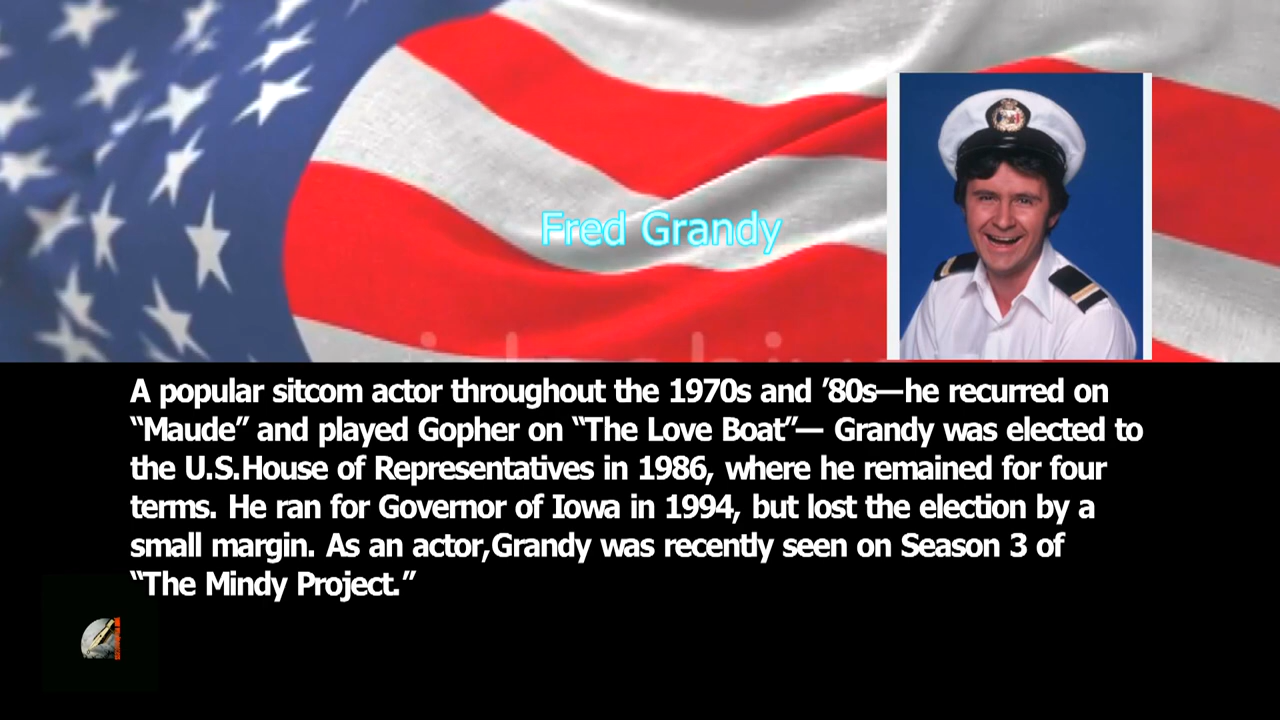 Fred Grandy
A popular sitcom actor throughout the 1970s and ’80s—he recurred on
“Maude” and played Gopher on “The Love Boat”— Grandy was elected to
the U.S.House of Representatives in 1986, where he remained for four
terms. He ran for Governor of Iowa in 1994, but lost the election by a
small margin. As an actor,Grandy was recently seen on Season 3 of
“The Mindy Project.”